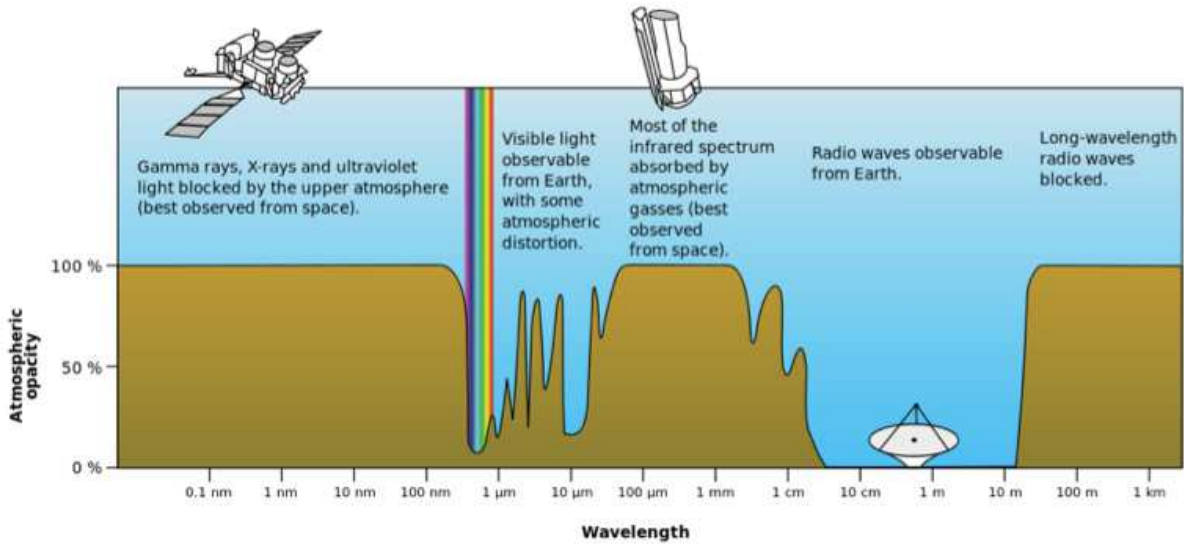 Gamma rays, X-rays and ultraviolet
light blocked by the upper atmosphere
(best observed from space).
Visible light
observable
from Earth,
with some
atmospheric
distortion.
Most of the
infrared spectrum
absorbed by
atmospheric
gasses (best
observed
from space).
Radio waves observable
from Earth.
Long-wavelength
radio waves
blocked.
Atmospheric
opacity
100 %
50 %
0 %
0.1 nm 1 nm 10 nm 100 nm 1 µm 10 µm 100 µm 1 mm 1 cm 10 cm 1 m 10 m 100 m 1 km
Wavelength